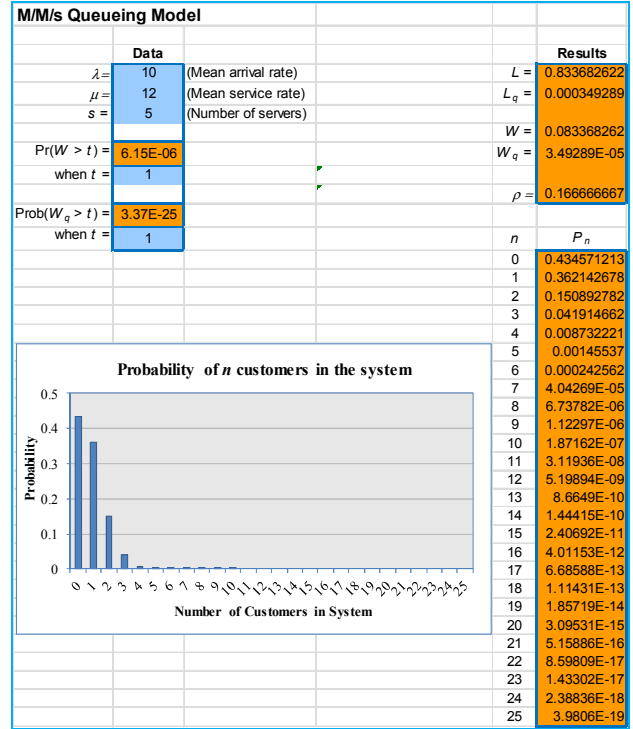 M/M/s Queueing Model
Data Results
λ= 10 (Mean arrival rate) L = 0.833682622
μ= 12 (Mean service rate) Lq = 0.000349289
s = 5 (Number of servers)
W = 0.083368262
Pr(W > t) = 6.15E-06 Wq = 3.49289E-05
when t = 1
ρ = 0.166666667
Prob(Wq > t) = 3.37E-25
when t = 1 n Pn
0 0.434571213
1 0.362142678
2 0.150892782
3 0.041914662
4 0.008732221
5 0.00145537
6 0.000242562
7 4.04269E-05
8 6.73782E-06
9 1.12297E-06
10 1.87162E-07
11 3.11936E-08
12 5.19894E-09
13 8.6649E-10
14 1.44415E-10
15 2.40692E-11
16 4.01153E-12
17 6.68588E-13
18 1.11431E-13
19 1.85719E-14
20 3.09531E-15
21 5.15886E-16
22 8.59809E-17
23 1.43302E-17
24 2.38836E-18
25 3.9806E-19
Probability of n customers in the system
Probability
0.5
0.4
0.3
0.2
0.1
0
0 1 2 3 4 5 6 7 8 9 10 11 12 13 14 15 16 17 18 19 20 21 22 23 24 25
Number of Customers in System